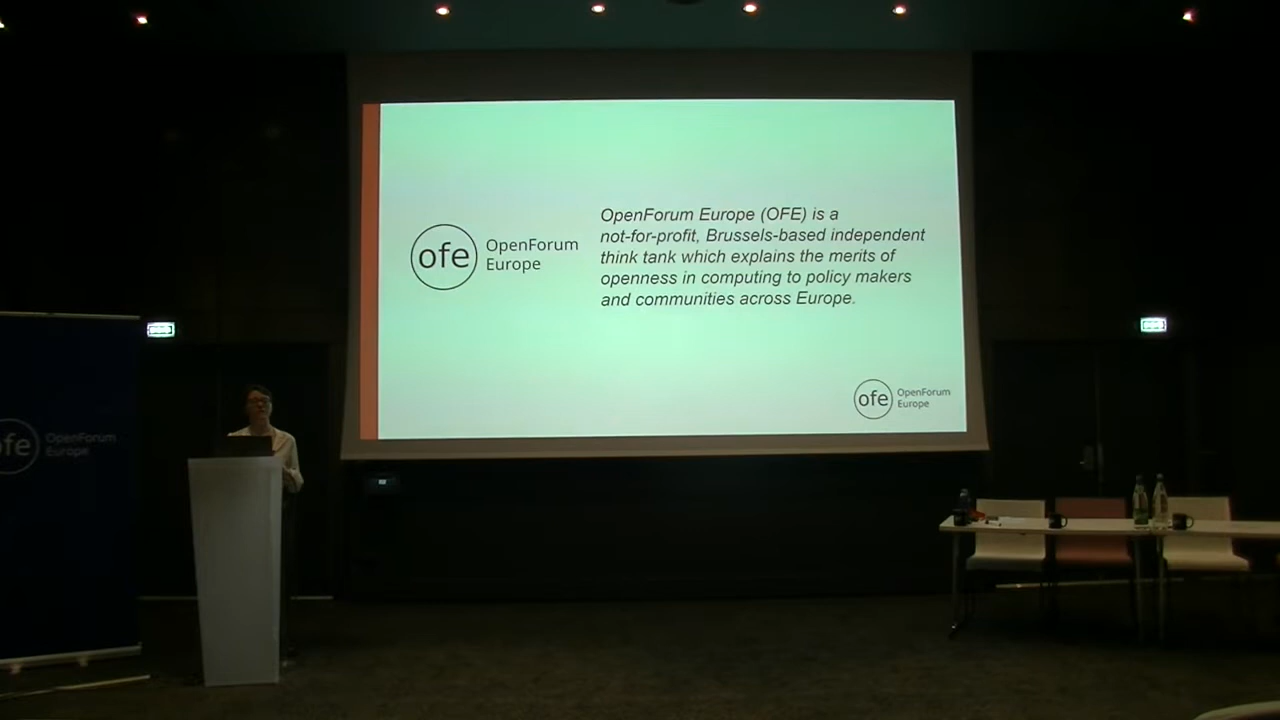 ofe
OpenForum
Europe
OpenForum Europe (OFE) is a
not-for-profit, Brussels-based independent
think tank which explains the merits of
openness in computing to policy makers
and communities across Europe.
ofe
OpenForum
Europe
ofe
OpenForum
Europe